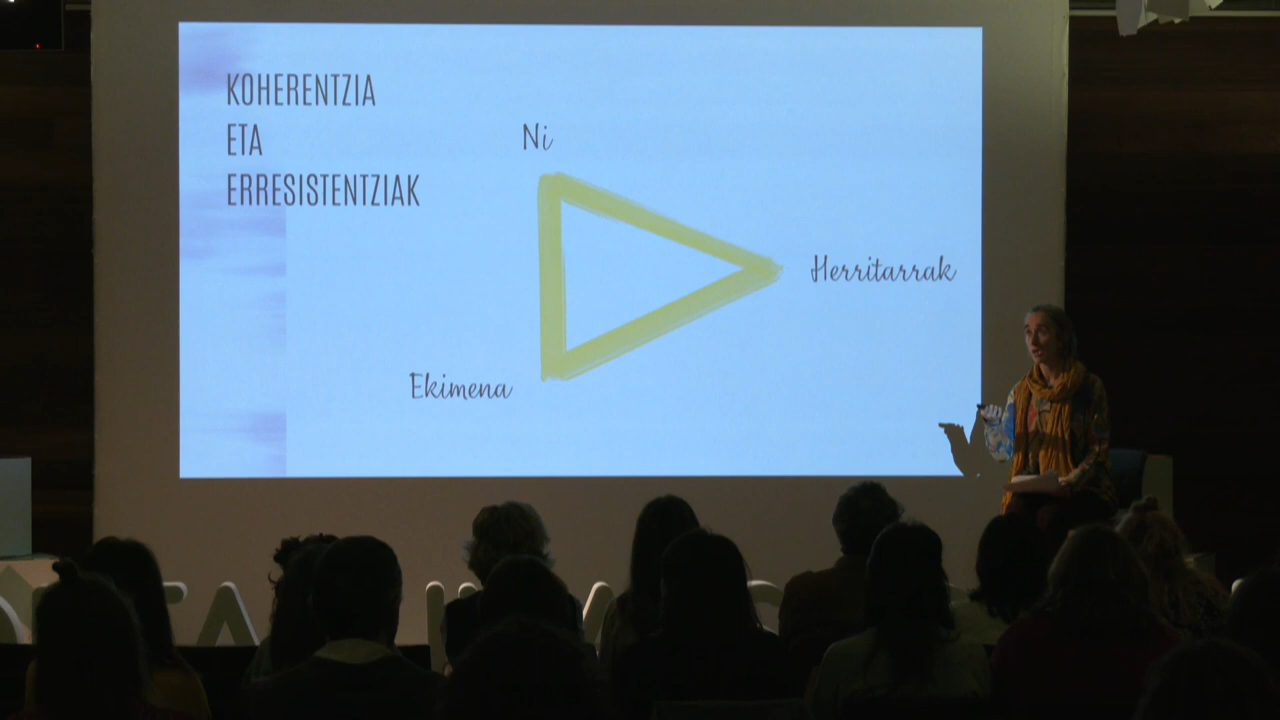 KOHERENTZIA
ETA
ERRESISTENTZIAK
Ni
Herritarrak
Ekimena